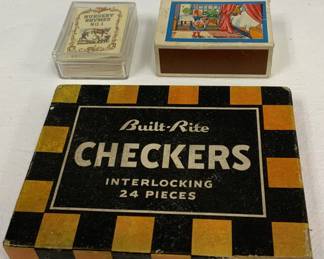 NURSERY
RHYMES
NO.1
Built-Rite
CHECKERS
INTERLOCKING
24 PIECES